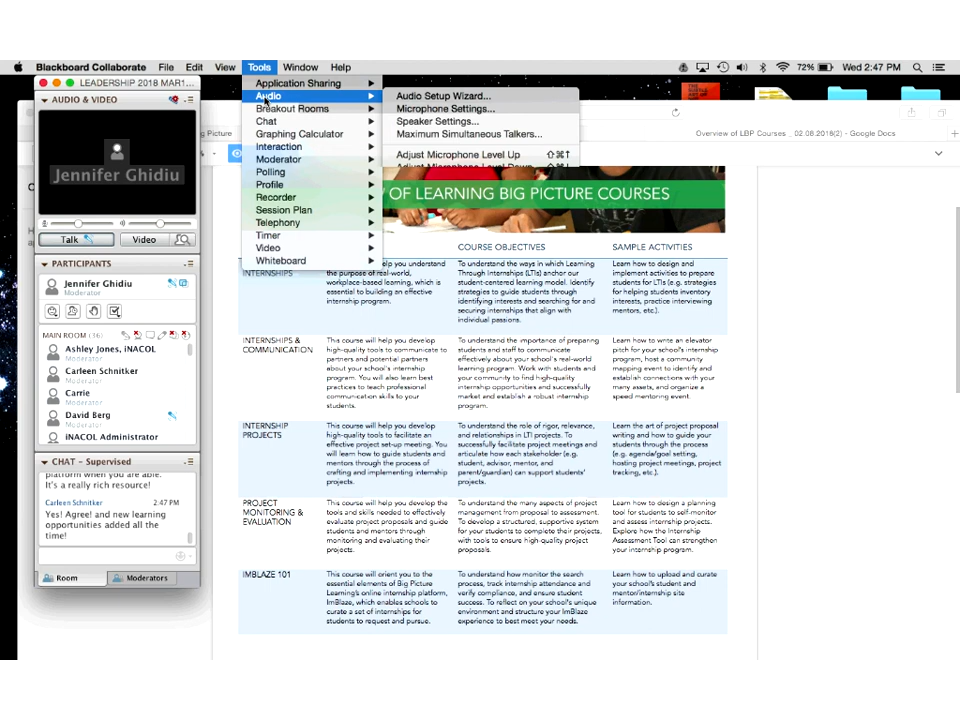 Blackboard Collaborate File Edit View Tools Window Help 72% Wed 2:47 PM
LEADERSHIP 2018 MAR1...
AUDIO & VIDEO
Jennifer Ghidiu
Talk Video
PARTICIPANTS
Jennifer Ghidiu
Moderator
MAIN ROOM (36)
Ashley Jones, iNACOL
Moderator
Carleen Schnitker
Moderator
Carrie
Moderator
David Berg
Moderator
iNACOL Administrator
CHAT - Supervised
platform when you are able.
It's a really rich resource!
Carleen Schnitker 2:47 PM
Yes! Agree! and new learning
opportunities added all the
time!
Room Moderators
Application Sharing
Audio
Breakout Rooms
Chat
Graphing Calculator
Interaction
Moderator
Polling
Profile
Recorder
Session Plan
Telephony
Timer
Video
Whiteboard
Audio Setup Wizard...
Microphone Settings...
Speaker Settings...
Maximum Simultaneous Talkers...
Adjust Microphone Level Up ⇧⌘↑
Adjust Microphone Level Down
g Picture
Overview of LBP Courses _ 02.08.2018(2) - Google Docs
OF LEARNING BIG PICTURE COURSES
COURSE OBJECTIVES
SAMPLE ACTIVITIES
INTERNSHIPS
elp you understand
the purpose of real-world,
workplace-based learning, which is
essential to building an effective
internship program.
To understand the ways in which Learning
Through Internships (LTIs) anchor our
student-centered learning model. Identify
strategies to guide students through
identifying interests and searching for and
securing internships that align with
individual passions.
Learn how to design and
implement activities to prepare
students for LTIs (e.g. strategies
for helping students inventory
interests, practice interviewing
mentors, etc.).
INTERNSHIPS &
COMMUNICATION
This course will help you develop
high-quality tools to communicate to
partners and potential partners
about your school's internship
program. You will also learn best
practices to teach professional
communication skills to your
students.
To understand the importance of preparing
students and staff to communicate
effectively about your school's real-world
learning program. Work with students and
your community to find high-quality
internship opportunities and successfully
market and establish a robust internship
program.
Learn how to write an elevator
pitch for your school's internship
program, host a community
mapping event to identify and
establish connections with your
many assets, and organize a
speed mentoring event.
INTERNSHIP
PROJECTS
This course will help you develop
high-quality tools to facilitate an
effective project set-up meeting. You
will learn how to guide students and
mentors through the process of
crafting and implementing internship
projects.
To understand the role of rigor, relevance,
and relationships in LTI projects. To
successfully facilitate project meetings and
articulate how each stakeholder (e.g.
student, advisor, mentor, and
parent/guardian) can support students'
projects.
Learn the art of project proposal
writing and how to guide your
students through the process
(e.g. agenda/goal setting,
hosting project meetings, project
tracking, etc.).
PROJECT
MONITORING &
EVALUATION
This course will help you develop the
tools and skills needed to effectively
evaluate project proposals and guide
students and mentors through
monitoring and evaluating their
projects.
To understand the many aspects of project
management from proposal to assessment.
To develop a structured, supportive system
for your students to complete their projects,
with tools to ensure high-quality project
proposals.
Learn how to design a planning
tool for students to self-monitor
and assess internship projects.
Explore how the Internship
Assessment Tool can strengthen
your internship program.
IMBLAZE 101
This course will orient you to the
essential elements of Big Picture
Learning's online internship platform,
ImBlaze, which enables schools to
curate a set of internships for
students to request and pursue.
To understand how monitor the search
process, track internship attendance and
verify compliance, and ensure student
success. To reflect on your school's unique
environment and structure your ImBlaze
experience to best meet your needs.
Learn how to upload and curate
your school's student and
mentor/internship site
information.